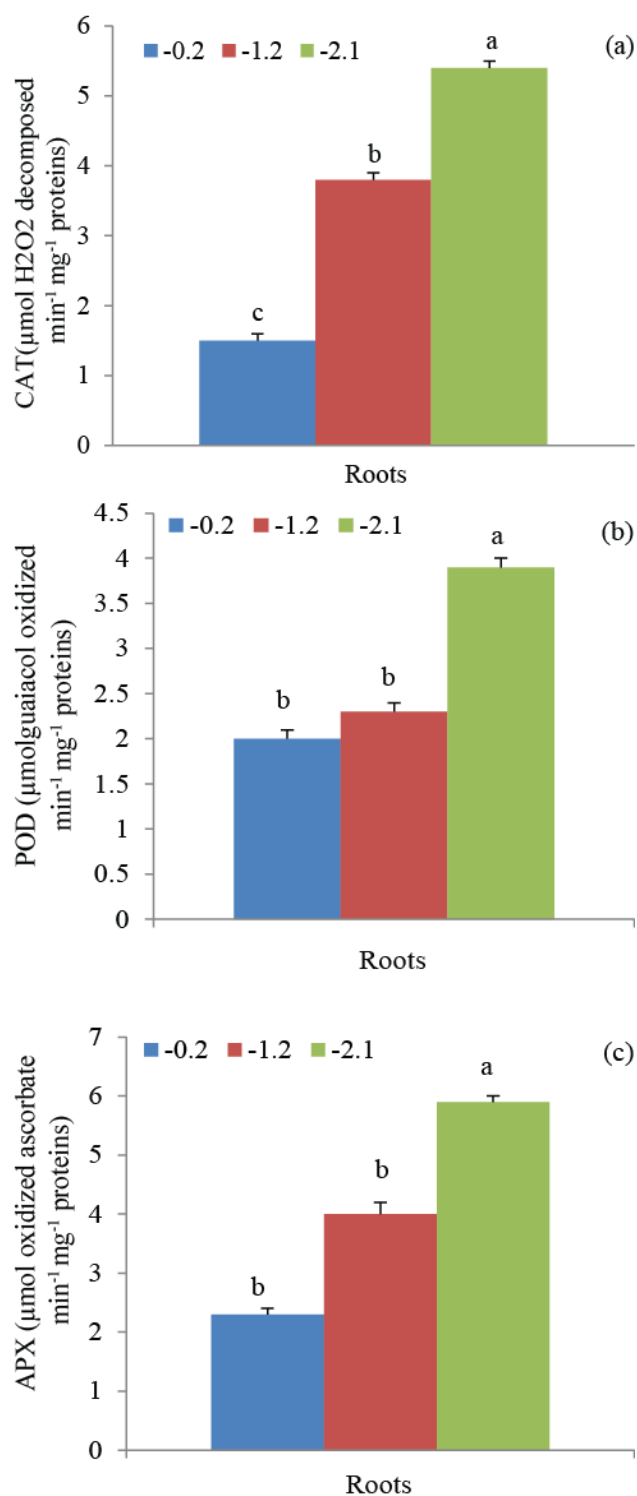 6
5
4
3
2
1
0
CAT(µmol H2O2 decomposed
min-1 mg-1 proteins)
-0.2 -1.2 -2.1
(a)
c
b
a
Roots
4.5
4
3.5
3
2.5
2
1.5
1
0.5
0
POD (µmolguaiacol oxidized
min-1 mg-1 proteins)
-0.2 -1.2 -2.1
(b)
b
b
a
Roots
7
6
5
4
3
2
1
0
APX (µmol oxidized ascorbate
min-1 mg-1 proteins)
-0.2 -1.2 -2.1
(c)
b
b
a
Roots